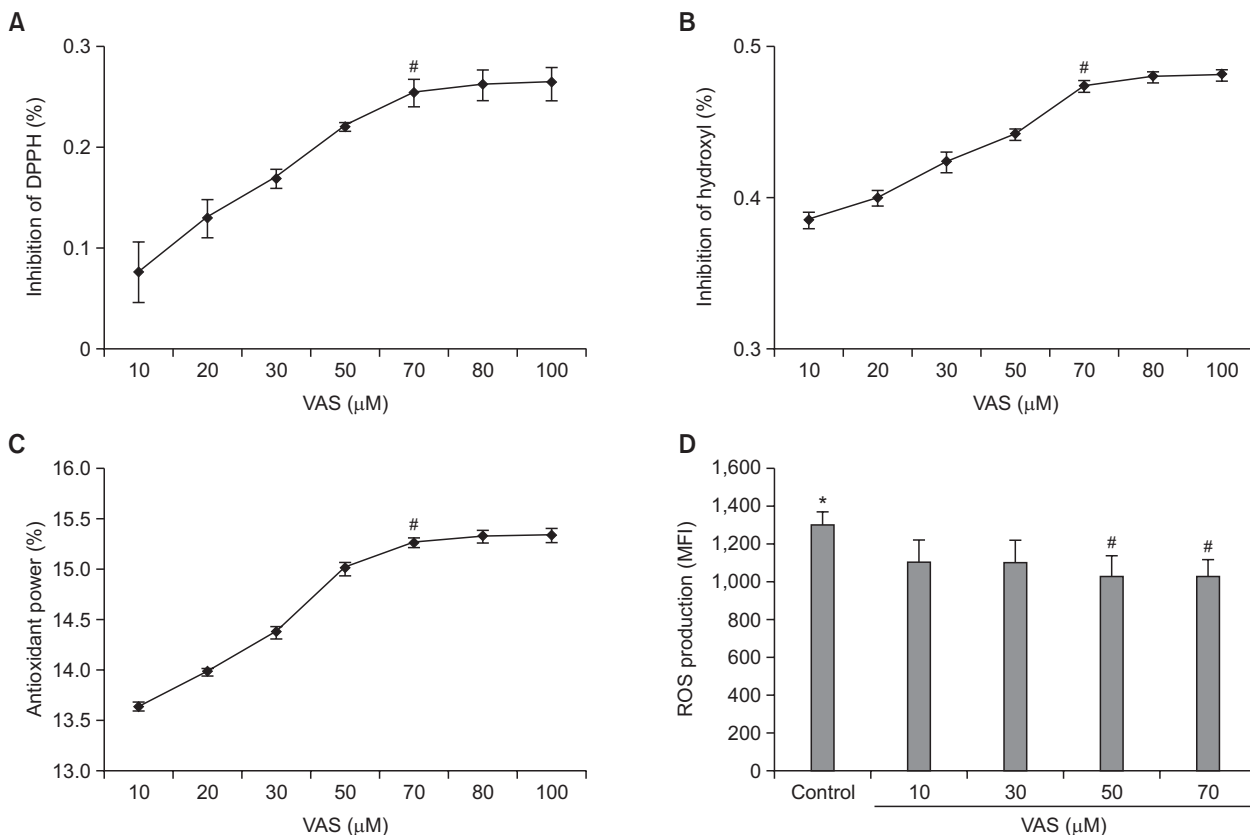 A
Inhibition of DPPH (%)
0.3
0.2
0.1
0
#
10 20 30 50 70 80 100
VAS (μM)
B
Inhibition of hydroxyl (%)
0.5
0.4
0.3
#
10 20 30 50 70 80 100
VAS (μM)
C
Antioxidant power (%)
16.0
15.5
15.0
14.5
14.0
13.5
13.0
#
10 20 30 50 70 80 100
VAS (μM)
D
ROS production (MFI)
1,600
1,400
1,200
1,000
800
600
400
200
0
* # #
Control 10 30 50 70
VAS (μM)